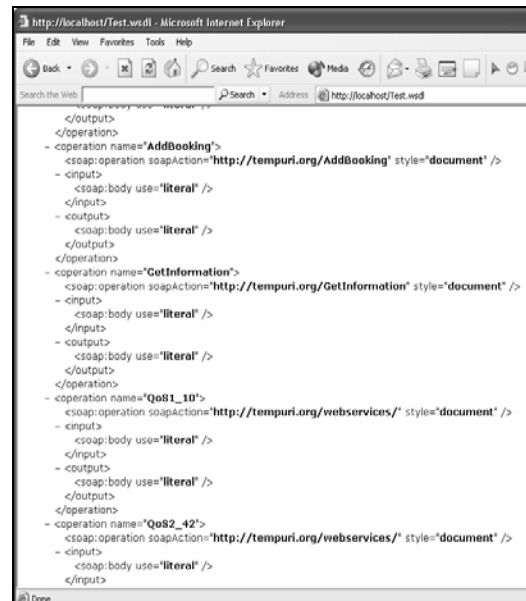 http://localhost/Test.wsdl - Microsoft Internet Explorer
File Edit View Favorites Tools Help
Back Search Favorites Media
Search the Web Search Address http://localhost/Test.wsdl
<soap:body use="literal" />
</output>
</operation>
- <operation name="AddBooking">
<soap:operation soapAction="http://tempuri.org/AddBooking" style="document" />
- <input>
<soap:body use="literal" />
</input>
- <output>
<soap:body use="literal" />
</output>
</operation>
- <operation name="GetInformation">
<soap:operation soapAction="http://tempuri.org/GetInformation" style="document" />
- <input>
<soap:body use="literal" />
</input>
- <output>
<soap:body use="literal" />
</output>
</operation>
- <operation name="QoS1_10">
<soap:operation soapAction="http://tempuri.org/webservices/" style="document" />
- <input>
<soap:body use="literal" />
</input>
- <output>
<soap:body use="literal" />
</output>
</operation>
- <operation name="QoS2_42">
<soap:operation soapAction="http://tempuri.org/webservices/" style="document" />
- <input>
<soap:body use="literal" />
</input>
Done